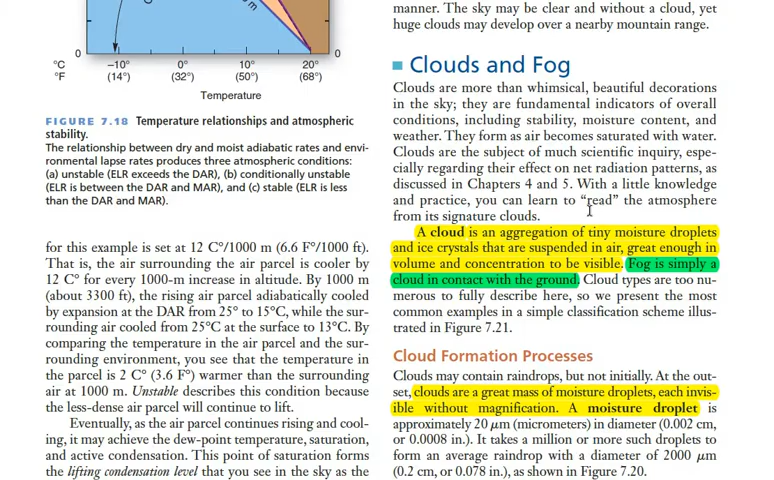 0
0
°C
–10°
0°
10°
20°
°F
(14°)
(32°)
(50°)
(68°)
Temperature
FIGURE 7.18 Temperature relationships and atmospheric
stability.
The relationship between dry and moist adiabatic rates and envi-
ronmental lapse rates produces three atmospheric conditions:
(a) unstable (ELR exceeds the DAR), (b) conditionally unstable
(ELR is between the DAR and MAR), and (c) stable (ELR is less
than the DAR and MAR).
for this example is set at 12 C°/1000 m (6.6 F°/1000 ft).
That is, the air surrounding the air parcel is cooler by
12 C° for every 1000-m increase in altitude. By 1000 m
(about 3300 ft), the rising air parcel adiabatically cooled
by expansion at the DAR from 25° to 15°C, while the sur-
rounding air cooled from 25°C at the surface to 13°C. By
comparing the temperature in the air parcel and the sur-
rounding environment, you see that the temperature in
the parcel is 2 C° (3.6 F°) warmer than the surrounding
air at 1000 m. Unstable describes this condition because
the less-dense air parcel will continue to lift.
Eventually, as the air parcel continues rising and cool-
ing, it may achieve the dew-point temperature, saturation,
and active condensation. This point of saturation forms
the lifting condensation level that you see in the sky as the
manner. The sky may be clear and without a cloud, yet
huge clouds may develop over a nearby mountain range.
Clouds and Fog
Clouds are more than whimsical, beautiful decorations
in the sky; they are fundamental indicators of overall
conditions, including stability, moisture content, and
weather. They form as air becomes saturated with water.
Clouds are the subject of much scientific inquiry, espe-
cially regarding their effect on net radiation patterns, as
discussed in Chapters 4 and 5. With a little knowledge
and practice, you can learn to “read” the atmosphere
from its signature clouds.
A cloud is an aggregation of tiny moisture droplets
and ice crystals that are suspended in air, great enough in
volume and concentration to be visible. Fog is simply a
cloud in contact with the ground. Cloud types are too nu-
merous to fully describe here, so we present the most
common examples in a simple classification scheme illus-
trated in Figure 7.21.
Cloud Formation Processes
Clouds may contain raindrops, but not initially. At the out-
set, clouds are a great mass of moisture droplets, each invis-
ible without magnification. A moisture droplet is
approximately 20 μm (micrometers) in diameter (0.002 cm,
or 0.0008 in.). It takes a million or more such droplets to
form an average raindrop with a diameter of 2000 μm
(0.2 cm, or 0.078 in.), as shown in Figure 7.20.